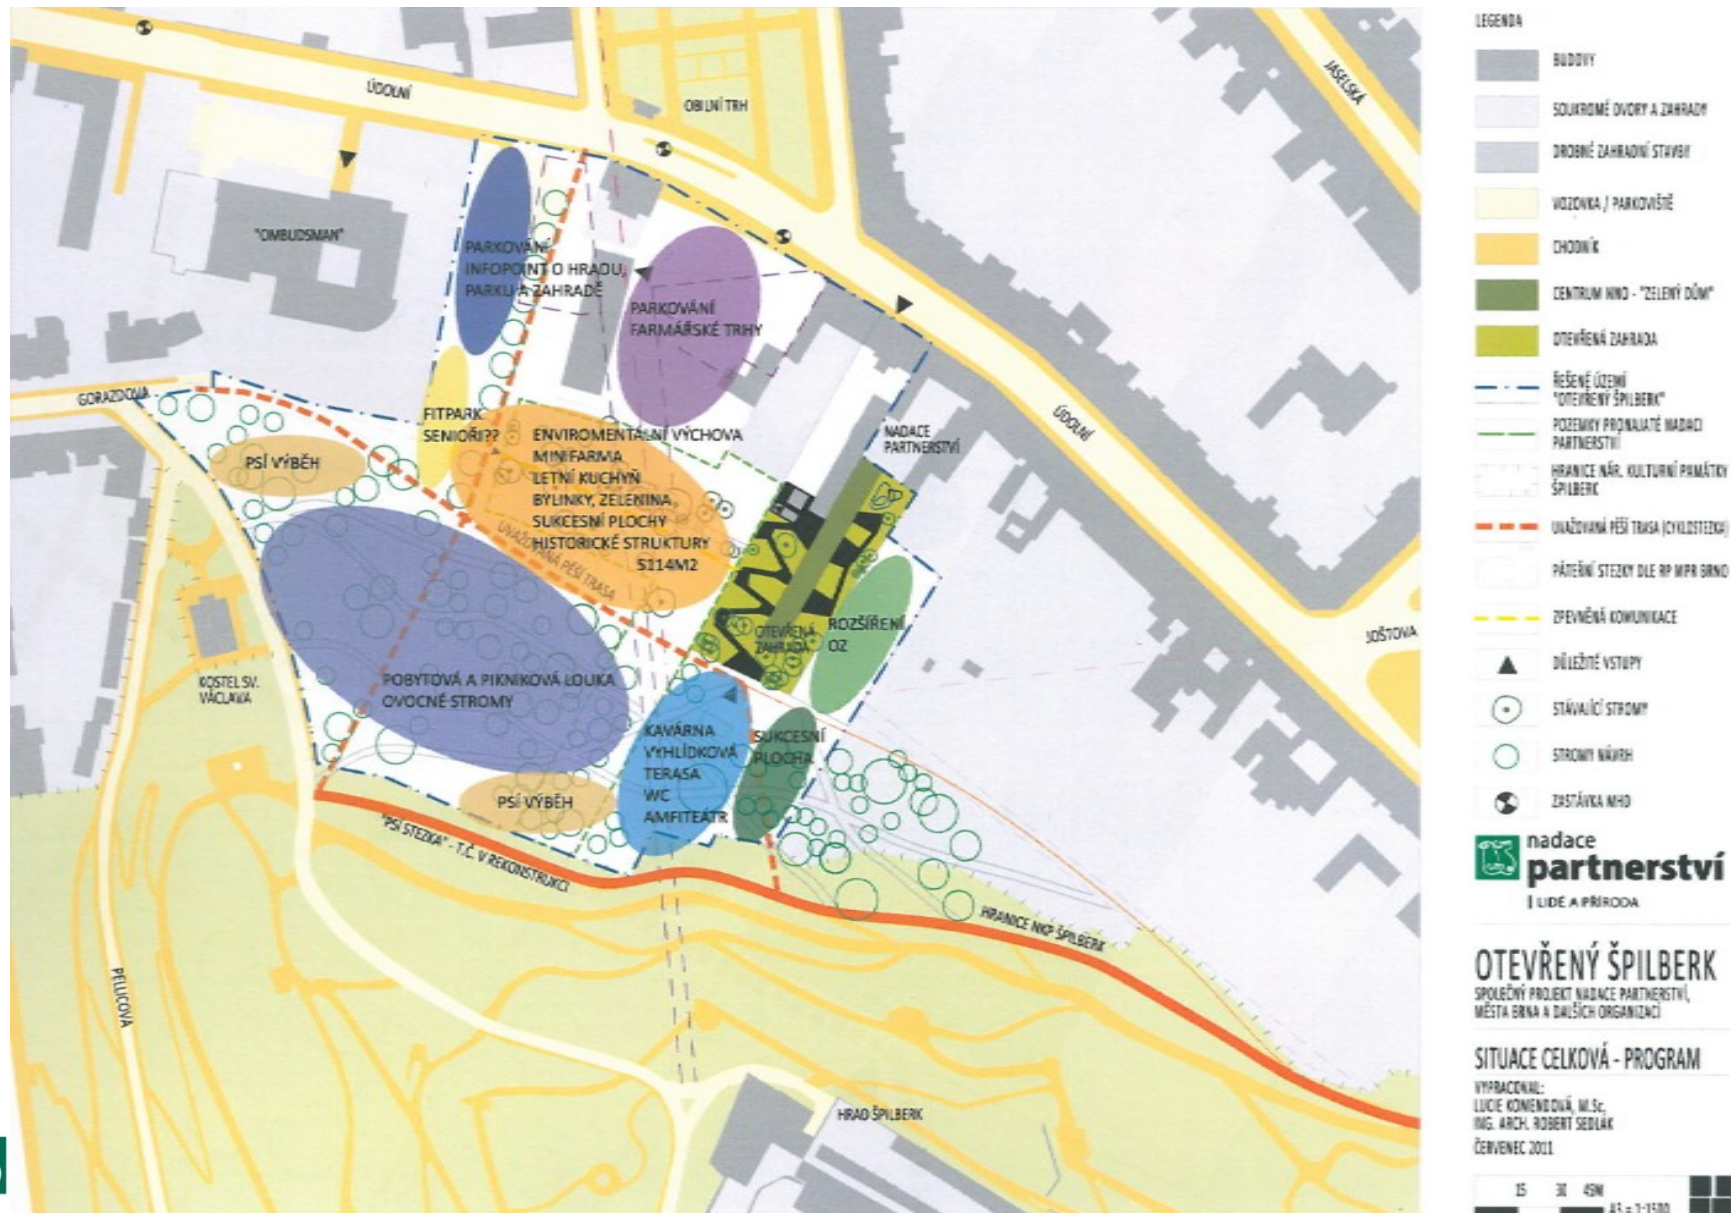 ÚDOLNÍ
OBILNÍ TRH
JASELSKÁ
"OMBUDSMAN"
PARKOVÁNÍ
INFOPOINT O HRADU,
PARKU A ZAHRADĚ
PARKOVÁNÍ
FARMÁŘSKÉ TRHY
GORAZDOVA
FITPARK
SENIOŘI??
PSÍ VÝBĚH
ENVIROMENTÁLNÍ VÝCHOVA
MINIFARMA
LETNÍ KUCHYŇ
BYLINKY, ZELENINA
SUKCESNÍ PLOCHY
HISTORICKÉ STRUKTURY
5114M2
UVAŽOVANÁ PĚŠÍ TRASA
NADACE
PARTNERSTVÍ
ÚDOLNÍ
JOŠTOVA
OTEVŘENÁ
ZAHRADA
ROZŠÍŘENÍ
OZ
KOSTEL SV.
VÁCLAVA
POBYTOVÁ A PIKNIKOVÁ LOUKA
OVOCNÉ STROMY
KAVÁRNA
VYHLÍDKOVÁ
TERASA
WC
AMFITEÁTR
SUKCESNÍ
PLOCHA
PSÍ VÝBĚH
"PSÍ STEZKA" - T.Č. V REKONSTRUKCI
HRANICE NKP ŠPILBERK
PELLICOVA
HRAD ŠPILBERK
LEGENDA
BUDOVY
SOUKROMÉ DVORY A ZAHRADY
DROBNÉ ZAHRADNÍ STAVBY
VOZOVKA / PARKOVIŠTĚ
CHODNÍK
CENTRUM NNO - "ZELENÝ DŮM"
OTEVŘENÁ ZAHRADA
ŘEŠENÉ ÚZEMÍ
"OTEVŘENÝ ŠPILBERK"
POZEMKY PRONAJATÉ NADACI
PARTNERSTVÍ
HRANICE NÁR. KULTURNÍ PAMÁTKY
ŠPILBERK
UVAŽOVANÁ PĚŠÍ TRASA (CYKLOSTEZKA)
PÁTEŘNÍ STEZKY DLE RP MPR BRNO
ZPEVNĚNÁ KOMUNIKACE
DŮLEŽITÉ VSTUPY
STÁVAJÍCÍ STROMY
STROMY NÁVRH
ZASTÁVKA MHD
nadace
partnerství
LIDÉ A PŘÍRODA
OTEVŘENÝ ŠPILBERK
SPOLEČNÝ PROJEKT NADACE PARTNERSTVÍ,
MĚSTA BRNA A DALŠÍCH ORGANIZACÍ
SITUACE CELKOVÁ - PROGRAM
VYPRACOVAL:
LUCIE KOMENDOVÁ, M.Sc,
ING. ARCH. ROBERT SEDLÁK
ČERVENEC 2011
15 30 45M
A3 = 1:1500